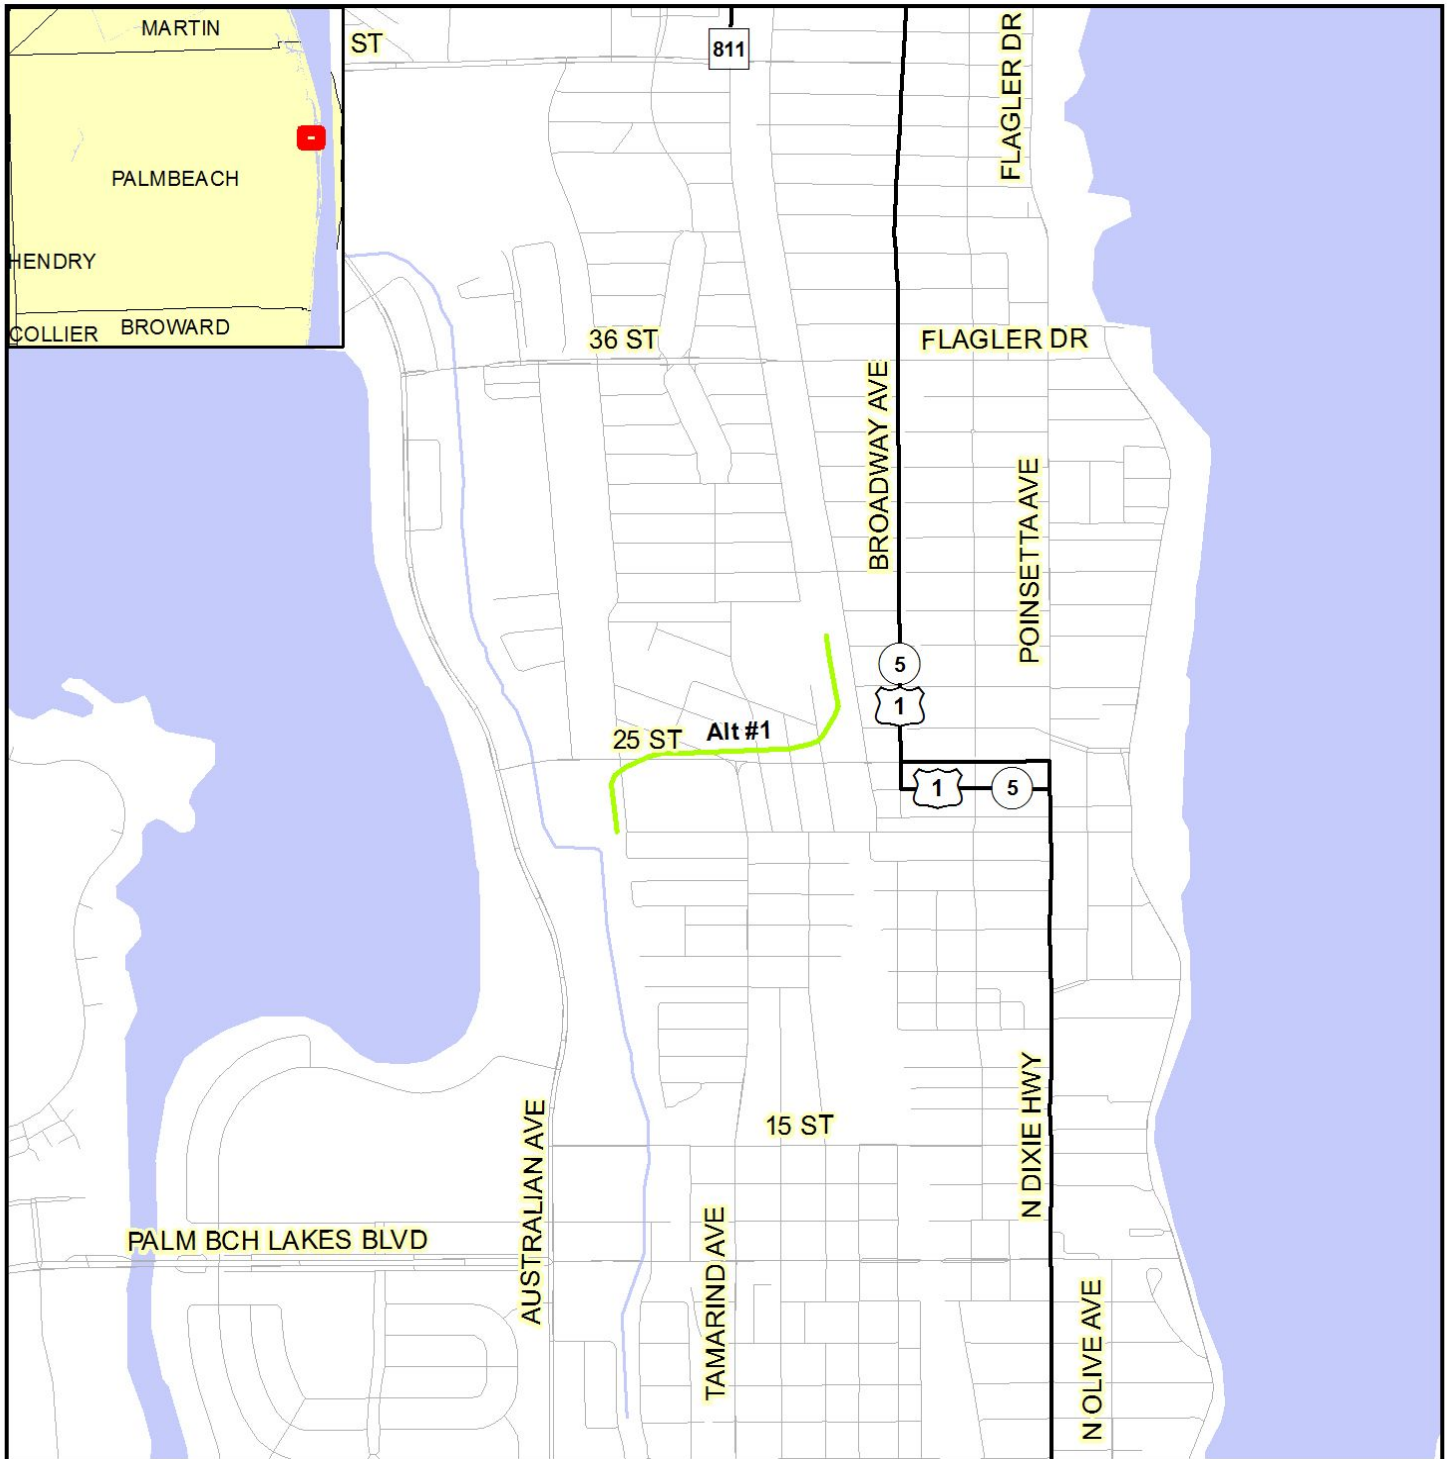 MARTIN
PALMBEACH
HENDRY
COLLIER
BROWARD
ST
811
FLAGLER DR
36 ST
FLAGLER DR
BROADWAY AVE
POINSETTA AVE
5
1
25 ST
Alt #1
1
5
15 ST
N DIXIE HWY
AUSTRALIAN AVE
PALM BCH LAKES BLVD
TAMARIND AVE
N OLIVE AVE